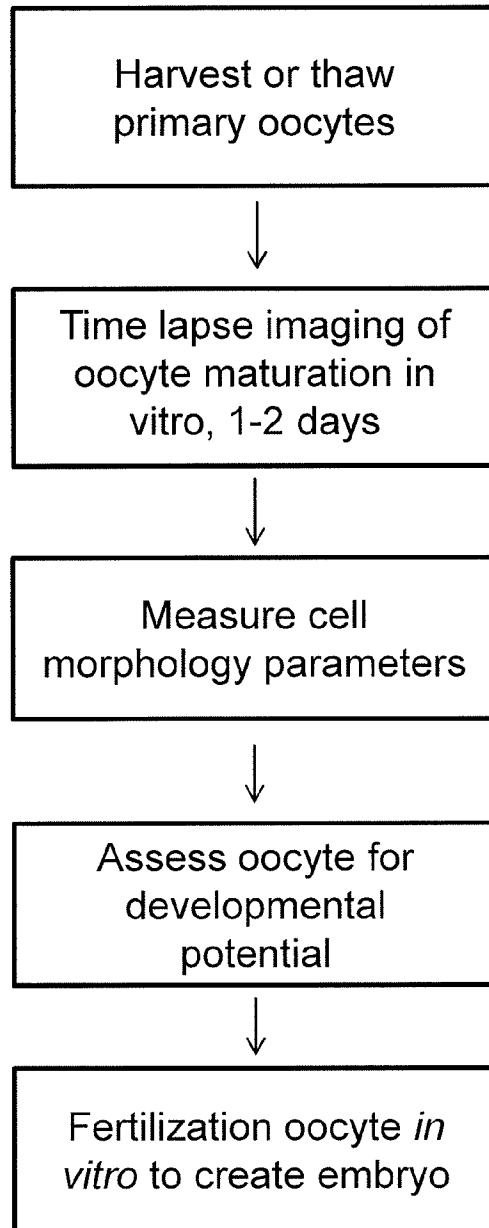 Harvest or thaw
primary oocytes
Time lapse imaging of
oocyte maturation in
vitro, 1-2 days
Measure cell
morphology parameters
Assess oocyte for
developmental
potential
Fertilization oocyte in
vitro to create embryo